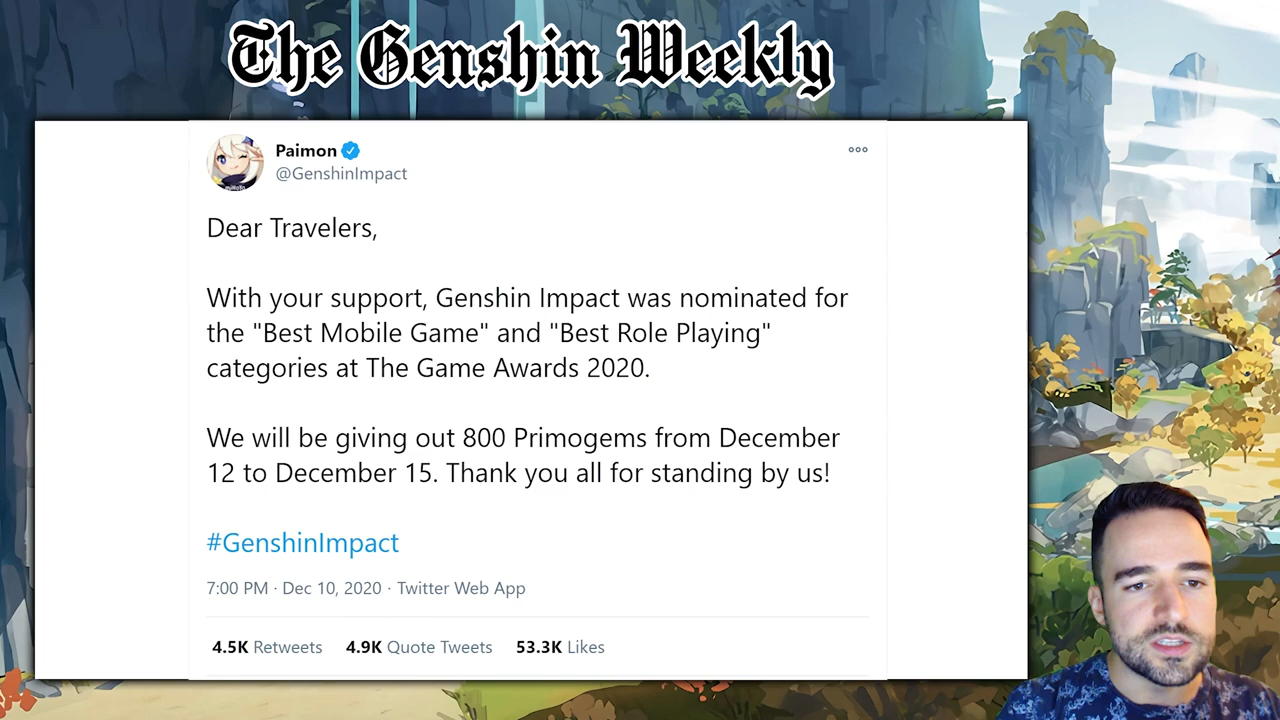 The Genshin Weekly
Paimon
@GenshinImpact
Dear Travelers,
With your support, Genshin Impact was nominated for
the "Best Mobile Game" and "Best Role Playing"
categories at The Game Awards 2020.
We will be giving out 800 Primogems from December
12 to December 15. Thank you all for standing by us!
#GenshinImpact
7:00 PM · Dec 10, 2020 · Twitter Web App
4.5K Retweets 4.9K Quote Tweets 53.3K Likes